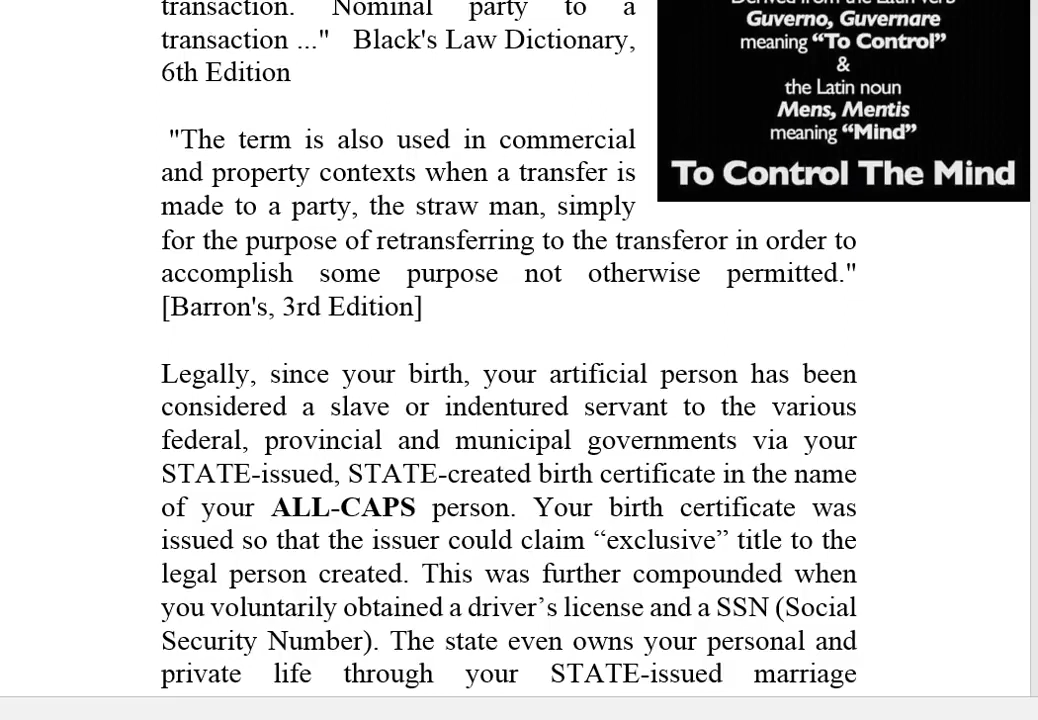 transaction. Nominal party to a
transaction ..." Black's Law Dictionary,
6th Edition
"The term is also used in commercial
and property contexts when a transfer is
made to a party, the straw man, simply
for the purpose of retransferring to the transferor in order to
accomplish some purpose not otherwise permitted."
[Barron's, 3rd Edition]
Legally, since your birth, your artificial person has been
considered a slave or indentured servant to the various
federal, provincial and municipal governments via your
STATE-issued, STATE-created birth certificate in the name
of your ALL-CAPS person. Your birth certificate was
issued so that the issuer could claim “exclusive” title to the
legal person created. This was further compounded when
you voluntarily obtained a driver’s license and a SSN (Social
Security Number). The state even owns your personal and
private life through your STATE-issued marriage
Derived from the Latin verb
Guverno, Guvernare
meaning “To Control”
&
the Latin noun
Mens, Mentis
meaning “Mind”
To Control The Mind